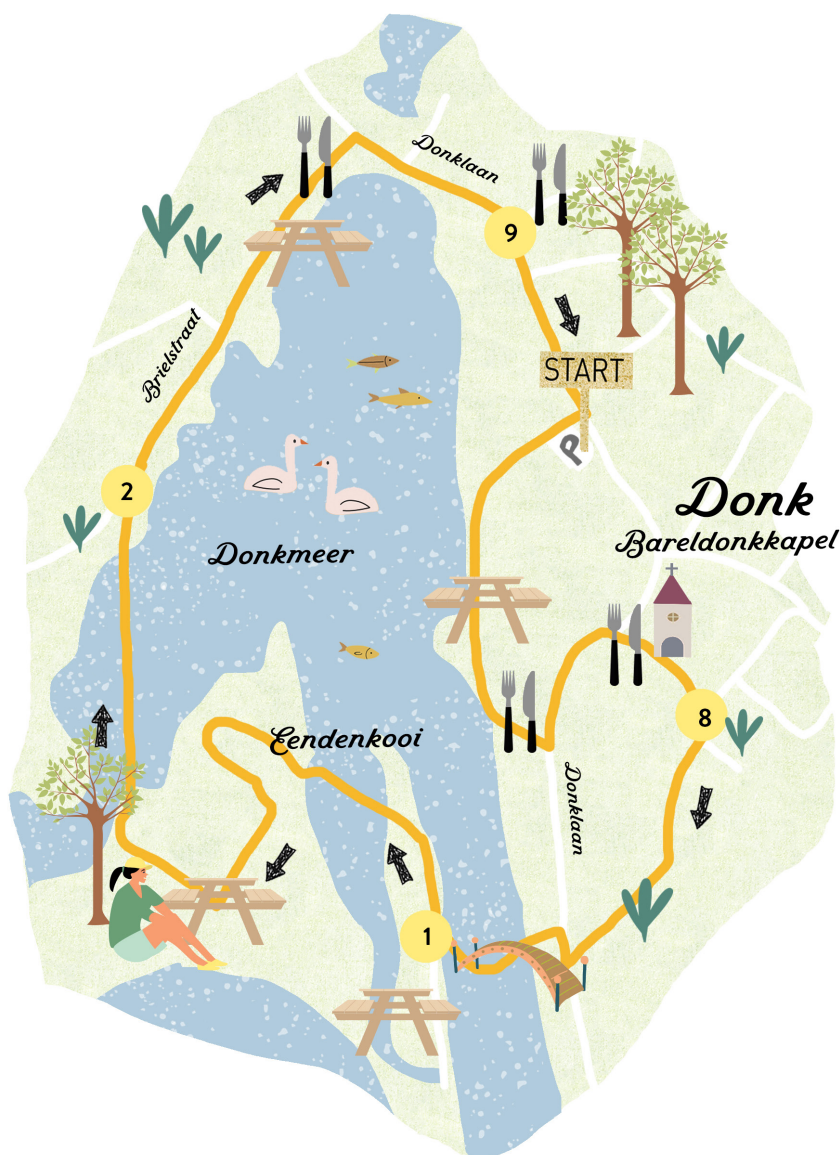 Donklaan
9
START
P
Brielstraat
2
Donk
Bareldonkkapel
Donkmeer
8
Eendenkooi
Donklaan
1